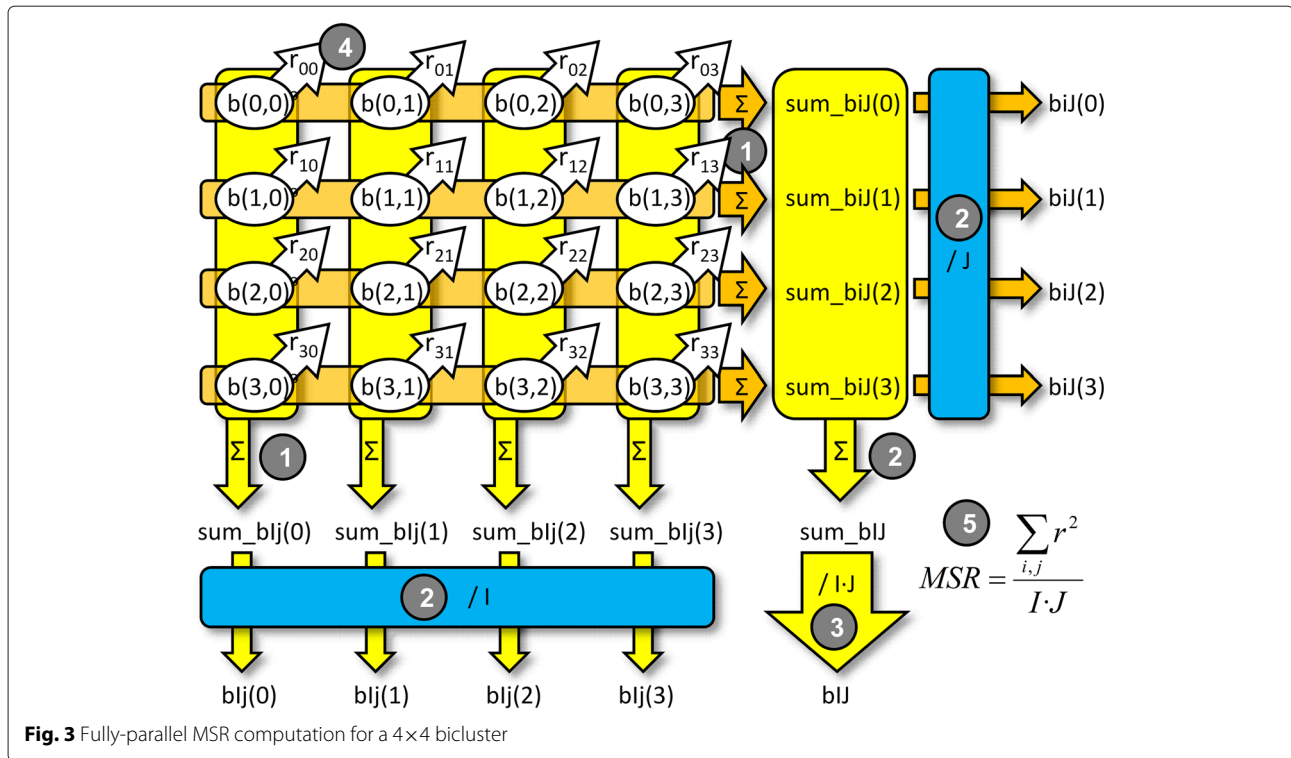 r00 4 r01 r02 r03
b(0,0) b(0,1) b(0,2) b(0,3) Σ sum_biJ(0) biJ(0)
r10 r11 r12 r13 1
b(1,0) b(1,1) b(1,2) b(1,3) Σ sum_biJ(1) 2 biJ(1)
r20 r21 r22 r23 / J
b(2,0) b(2,1) b(2,2) b(2,3) Σ sum_biJ(2) biJ(2)
r30 r31 r32 r33
b(3,0) b(3,1) b(3,2) b(3,3) Σ sum_biJ(3) biJ(3)
Σ 1 Σ Σ Σ Σ 2
sum_bIj(0) sum_bIj(1) sum_bIj(2) sum_bIj(3) sum_bIJ
5 MSR = ∑i,j r² / I·J
2 / I / I·J
3
bIj(0) bIj(1) bIj(2) bIj(3) bIJ
Fig. 3 Fully-parallel MSR computation for a 4×4 bicluster